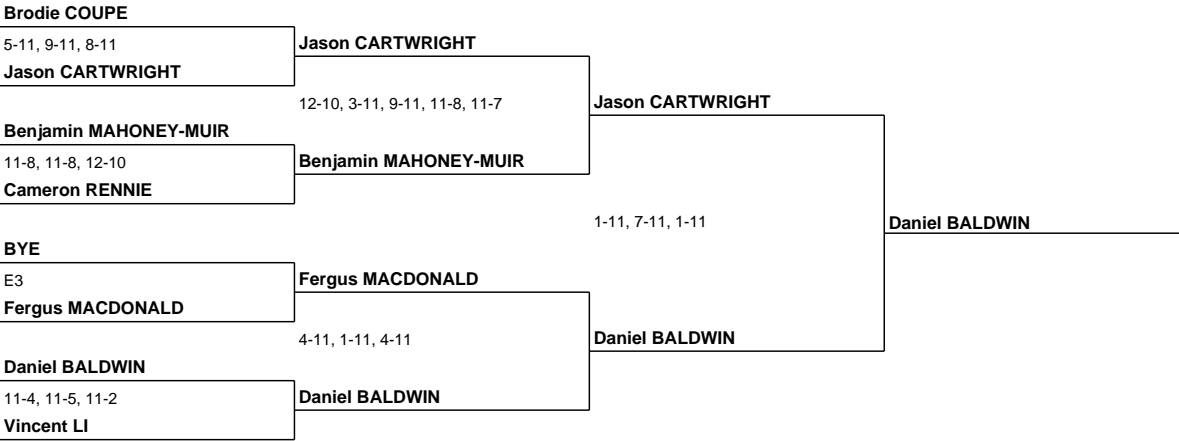 Brodie COUPE
5-11, 9-11, 8-11
Jason CARTWRIGHT
Jason CARTWRIGHT
12-10, 3-11, 9-11, 11-8, 11-7
Jason CARTWRIGHT
Benjamin MAHONEY-MUIR
11-8, 11-8, 12-10
Benjamin MAHONEY-MUIR
Cameron RENNIE
1-11, 7-11, 1-11
Daniel BALDWIN
BYE
E3
Fergus MACDONALD
Fergus MACDONALD
4-11, 1-11, 4-11
Daniel BALDWIN
Daniel BALDWIN
11-4, 11-5, 11-2
Daniel BALDWIN
Vincent LI